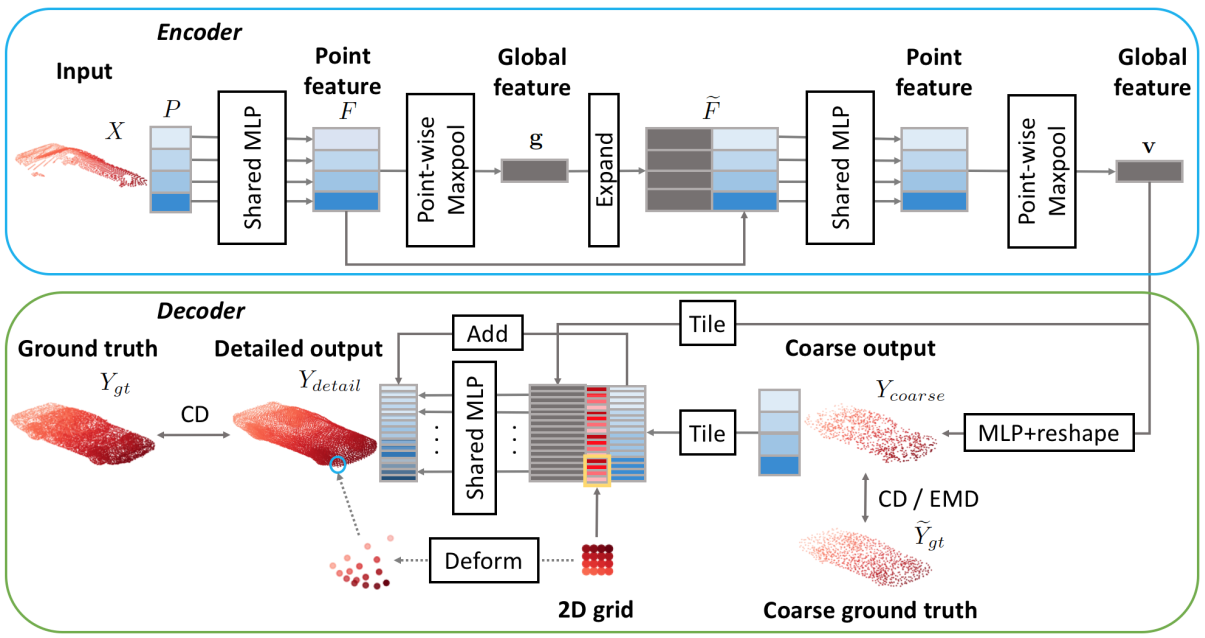 Encoder
Input
Point
feature
Global
feature
Point
feature
Global
feature
X
P
Shared MLP
F
Point-wise
Maxpool
g
Expand
F̃
Shared MLP
Point-wise
Maxpool
v
Decoder
Ground truth
Y_gt
CD
Detailed output
Y_detail
Add
Shared MLP
Tile
Tile
Coarse output
Y_coarse
MLP+reshape
CD / EMD
Ỹ_gt
Coarse ground truth
Deform
2D grid